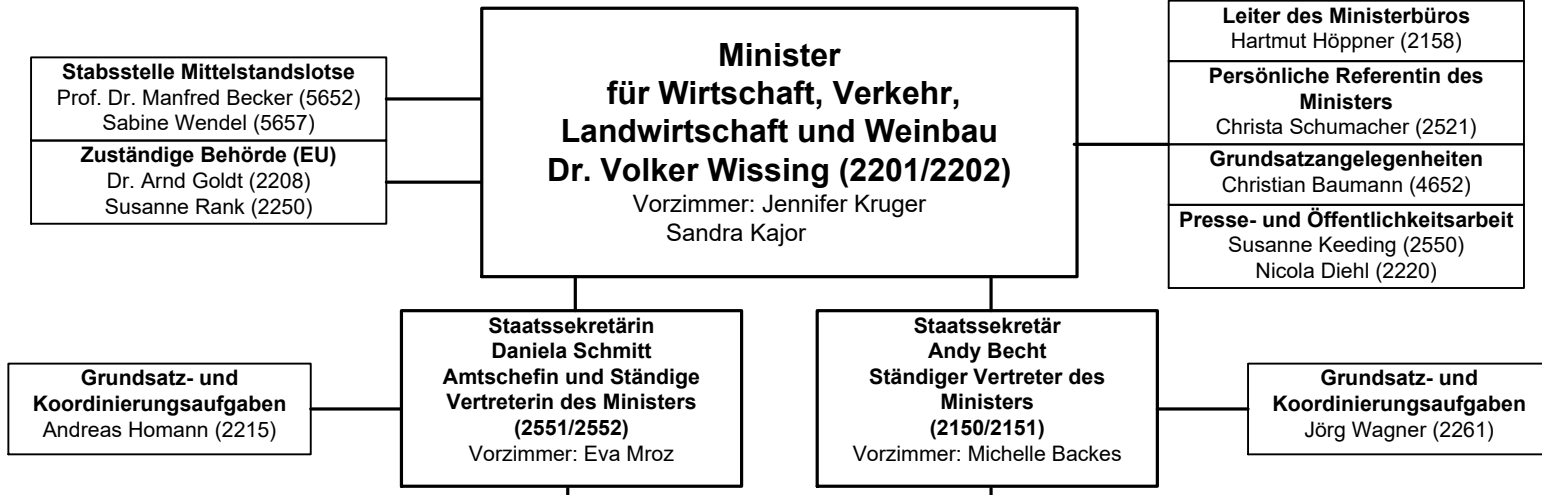 Stabsstelle Mittelstandslotse
Prof. Dr. Manfred Becker (5652)
Sabine Wendel (5657)
Zuständige Behörde (EU)
Dr. Arnd Goldt (2208)
Susanne Rank (2250)
Minister
für Wirtschaft, Verkehr,
Landwirtschaft und Weinbau
Dr. Volker Wissing (2201/2202)
Vorzimmer: Jennifer Kruger
Sandra Kajor
Leiter des Ministerbüros
Hartmut Höppner (2158)
Persönliche Referentin des
Ministers
Christa Schumacher (2521)
Grundsatzangelegenheiten
Christian Baumann (4652)
Presse- und Öffentlichkeitsarbeit
Susanne Keeding (2550)
Nicola Diehl (2220)
Grundsatz- und
Koordinierungsaufgaben
Andreas Homann (2215)
Staatssekretärin
Daniela Schmitt
Amtschefin und Ständige
Vertreterin des Ministers
(2551/2552)
Vorzimmer: Eva Mroz
Staatssekretär
Andy Becht
Ständiger Vertreter des
Ministers
(2150/2151)
Vorzimmer: Michelle Backes
Grundsatz- und
Koordinierungsaufgaben
Jörg Wagner (2261)